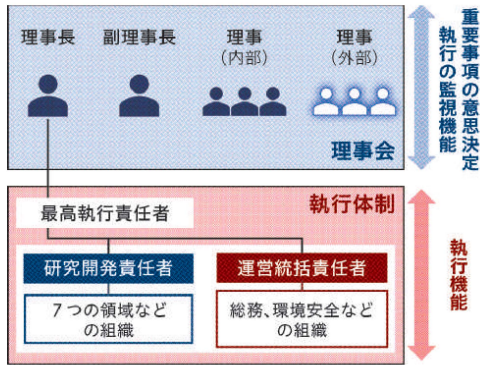 理事長
副理事長
理事
(内部)
理事
(外部)
理事会
重要事項の意思決定
執行の監視機能
執行体制
最高執行責任者
研究開発責任者
運営統括責任者
7つの領域など
の組織
総務、環境安全など
の組織
執行機能